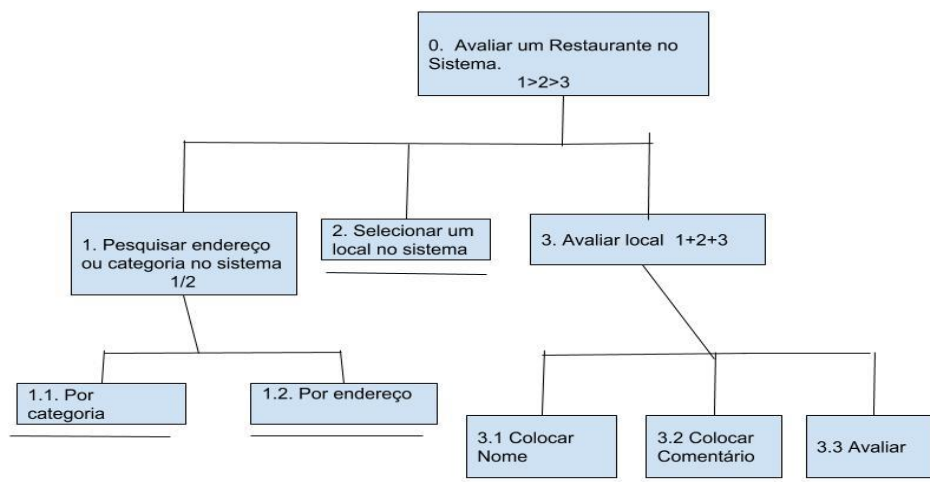 0. Avaliar um Restaurante no
Sistema.
1>2>3
1. Pesquisar endereço
ou categoria no sistema
1/2
2. Selecionar um
local no sistema
3. Avaliar local 1+2+3
1.1. Por
categoria
1.2. Por endereço
3.1 Colocar
Nome
3.2 Colocar
Comentário
3.3 Avaliar